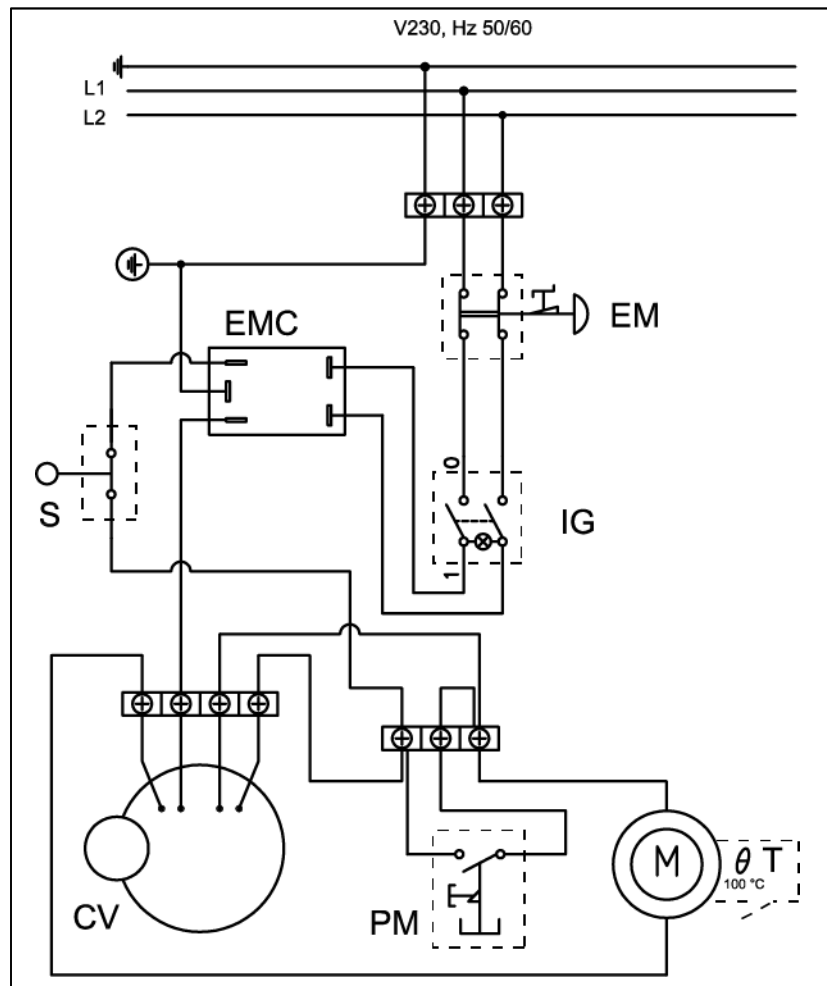 V230, Hz 50/60
L1
L2
EM
EMC
0
S
IG
1
M
θ T
100 °C
CV
PM